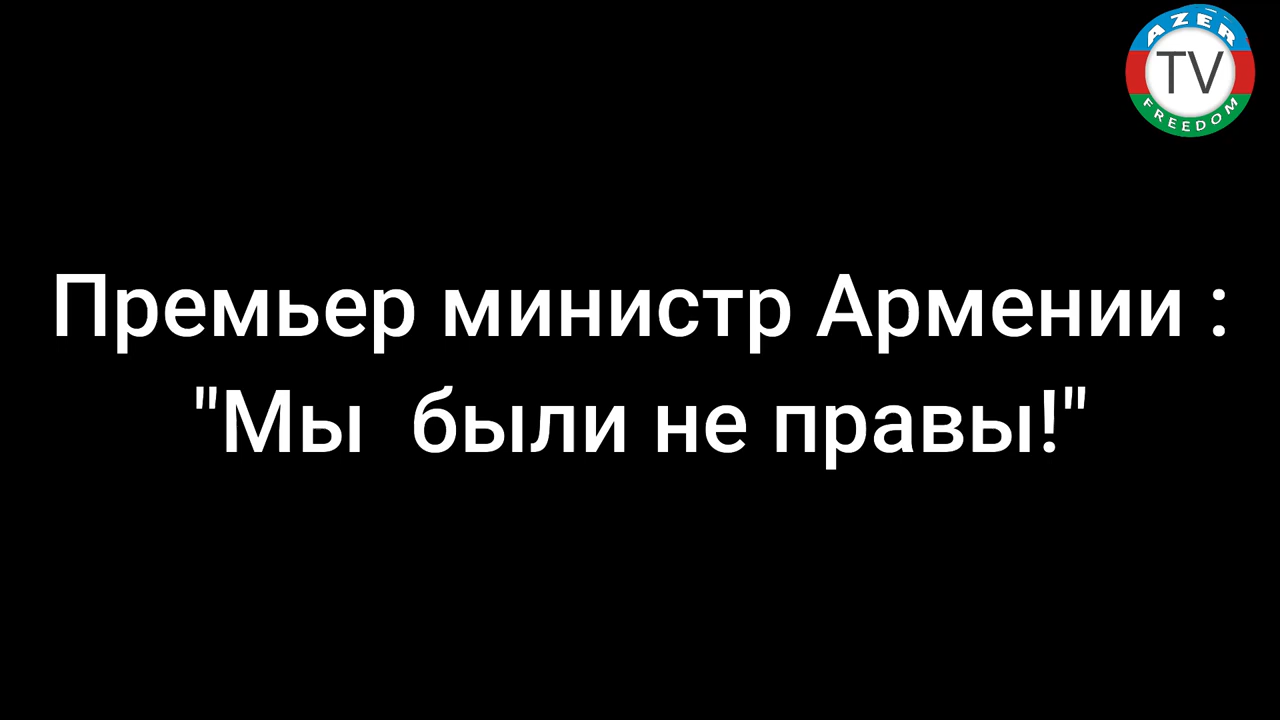 AZER
TV
FREEDOM
Премьер министр Армении :
"Мы  были не правы!"